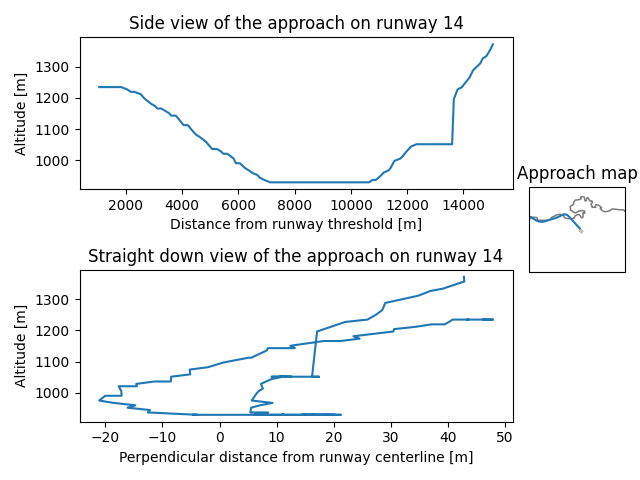 Side view of the approach on runway 14
1300
1200
1100
1000
Altitude [m]
2000 4000 6000 8000 10000 12000 14000
Distance from runway threshold [m]
Approach map
Straight down view of the approach on runway 14
1300
1200
1100
1000
Altitude [m]
−20 −10 0 10 20 30 40 50
Perpendicular distance from runway centerline [m]